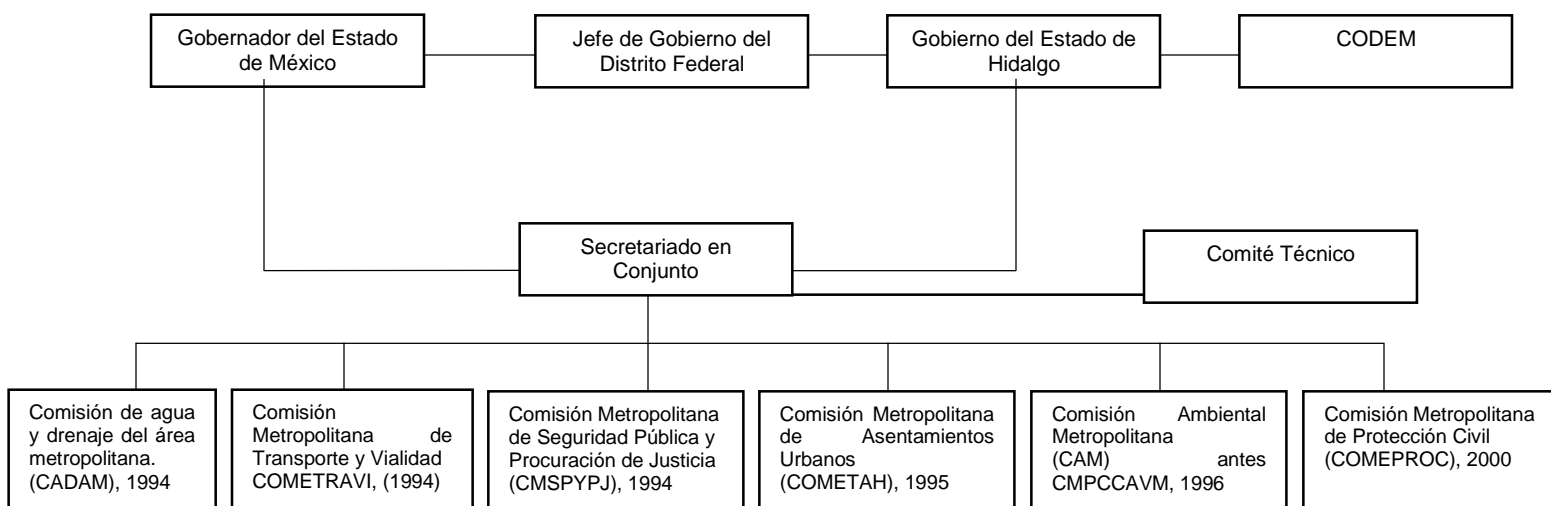 Gobernador del Estado
de México
Jefe de Gobierno del
Distrito Federal
Gobierno del Estado de
Hidalgo
CODEM
Secretariado en
Conjunto
Comité Técnico
Comisión de agua
y drenaje del área
metropolitana.
(CADAM), 1994
Comisión
Metropolitana de
Transporte y Vialidad
COMETRAVI, (1994)
Comisión Metropolitana
de Seguridad Pública y
Procuración de Justicia
(CMSPYPJ), 1994
Comisión Metropolitana
de Asentamientos
Urbanos
(COMETAH), 1995
Comisión Ambiental
Metropolitana
(CAM) antes
CMPCCAVM, 1996
Comisión Metropolitana
de Protección Civil
(COMEPROC), 2000